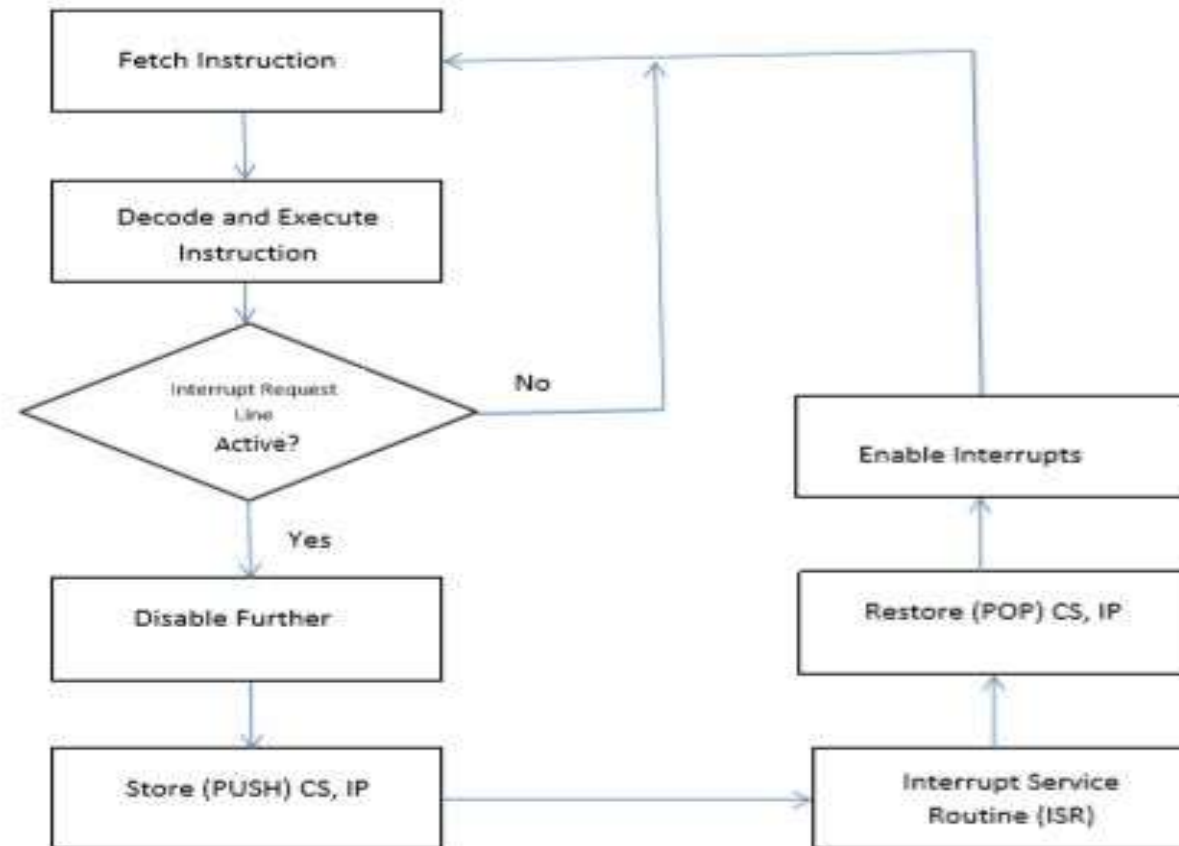 Fetch Instruction
Decode and Execute
Instruction
Interrupt Request
Line
Active?
No
Yes
Disable Further
Store (PUSH) CS, IP
Interrupt Service
Routine (ISR)
Restore (POP) CS, IP
Enable Interrupts